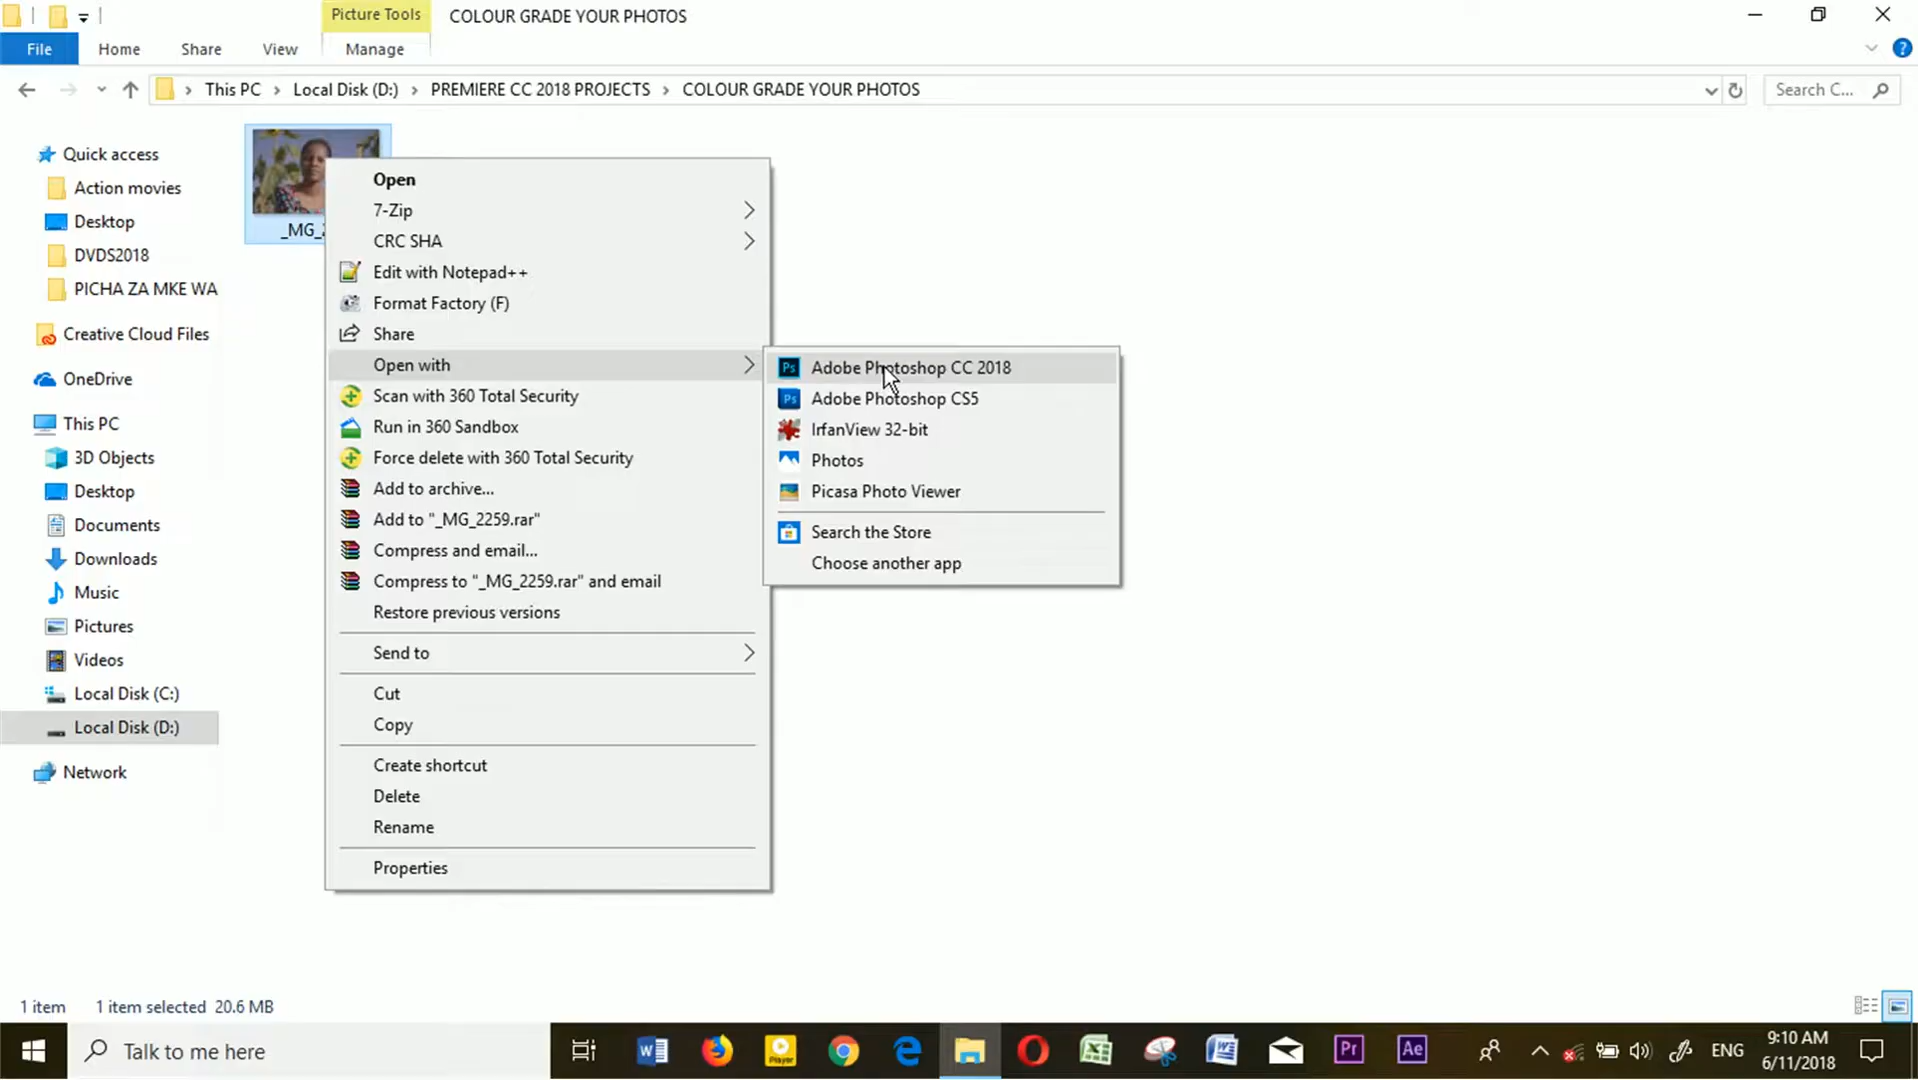 Picture Tools
COLOUR GRADE YOUR PHOTOS
File
Home
Share
View
Manage
This PC
Local Disk (D:)
PREMIERE CC 2018 PROJECTS
COLOUR GRADE YOUR PHOTOS
Search C...
Quick access
Action movies
Desktop
DVDS2018
PICHA ZA MKE WA
Creative Cloud Files
OneDrive
This PC
3D Objects
Desktop
Documents
Downloads
Music
Pictures
Videos
Local Disk (C:)
Local Disk (D:)
Network
_MG_2
Open
7-Zip
CRC SHA
Edit with Notepad++
Format Factory (F)
Share
Open with
Scan with 360 Total Security
Run in 360 Sandbox
Force delete with 360 Total Security
Add to archive...
Add to "_MG_2259.rar"
Compress and email...
Compress to "_MG_2259.rar" and email
Restore previous versions
Send to
Cut
Copy
Create shortcut
Delete
Rename
Properties
Ps Adobe Photoshop CC 2018
Ps Adobe Photoshop CS5
IrfanView 32-bit
Photos
Picasa Photo Viewer
Search the Store
Choose another app
1 item
1 item selected 20.6 MB
Talk to me here
Player
Pr
Ae
ENG
9:10 AM
6/11/2018